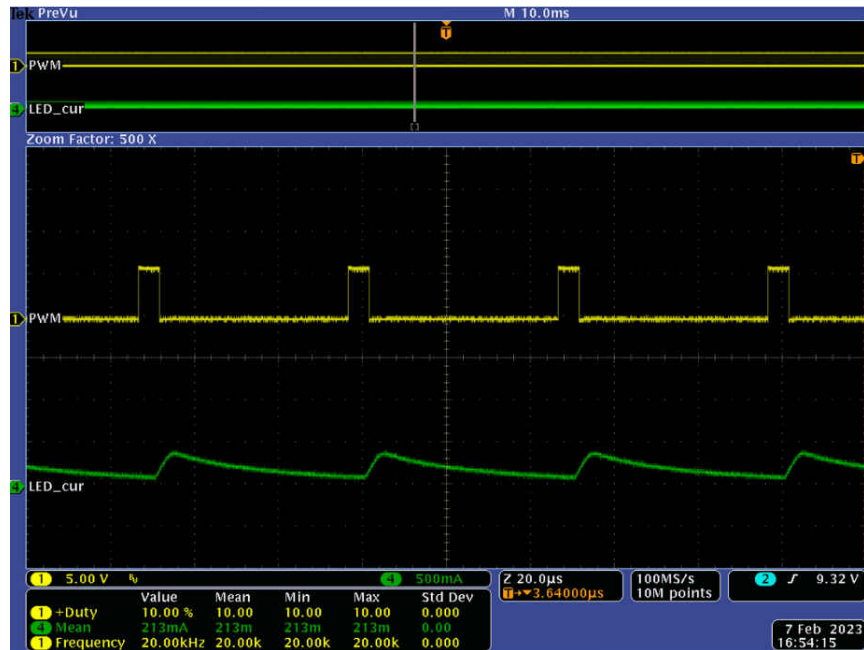 Tek PreVu M 10.0ms
T
1 PWM
4 LED_cur
Zoom Factor: 500 X
T
1 PWM
4 LED_cur
1 5.00 V 4 500mA Z 20.0µs 100MS/s 2 9.32 V
T→▼3.64000µs 10M points
Value Mean Min Max Std Dev
1 +Duty 10.00 % 10.00 10.00 10.00 0.000
4 Mean 213mA 213m 213m 213m 0.00
1 Frequency 20.00kHz 20.00k 20.00k 20.00k 0.000
7 Feb 2023
16:54:15